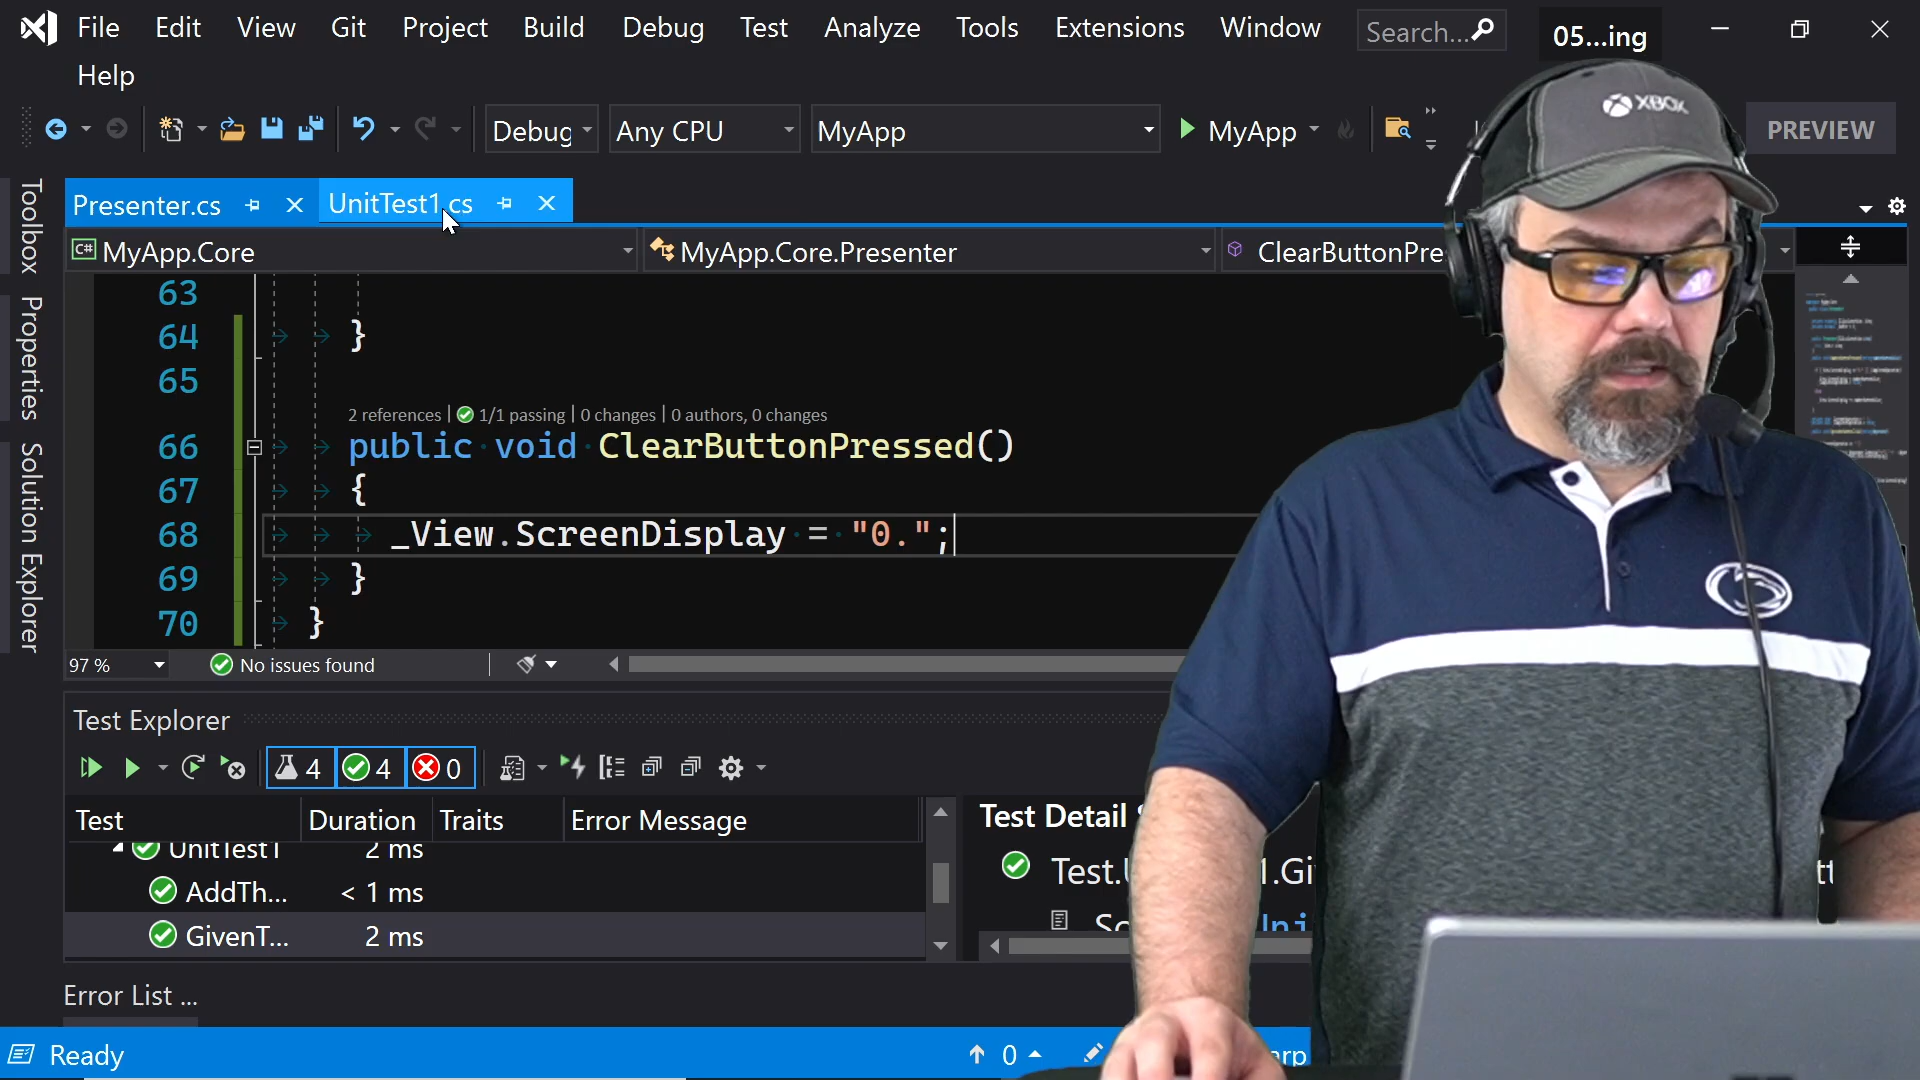 File Edit View Git Project Build Debug Test Analyze Tools Extensions Window Search... 05...ing
Help
Debug Any CPU MyApp MyApp PREVIEW
XBOX
Toolbox
Properties
Solution Explorer
Presenter.cs UnitTest1.cs
C# MyApp.Core MyApp.Core.Presenter ClearButtonPre
63
64 }
65
2 references | 1/1 passing | 0 changes | 0 authors, 0 changes
66 public void ClearButtonPressed()
67 {
68 _View.ScreenDisplay = "0.";
69 }
70 }
97 % No issues found
Test Explorer
4 4 0
Test Duration Traits Error Message
UnitTest1 2 ms
AddTh... < 1 ms
GivenT... 2 ms
Test Detail
Error List ...
Ready 0